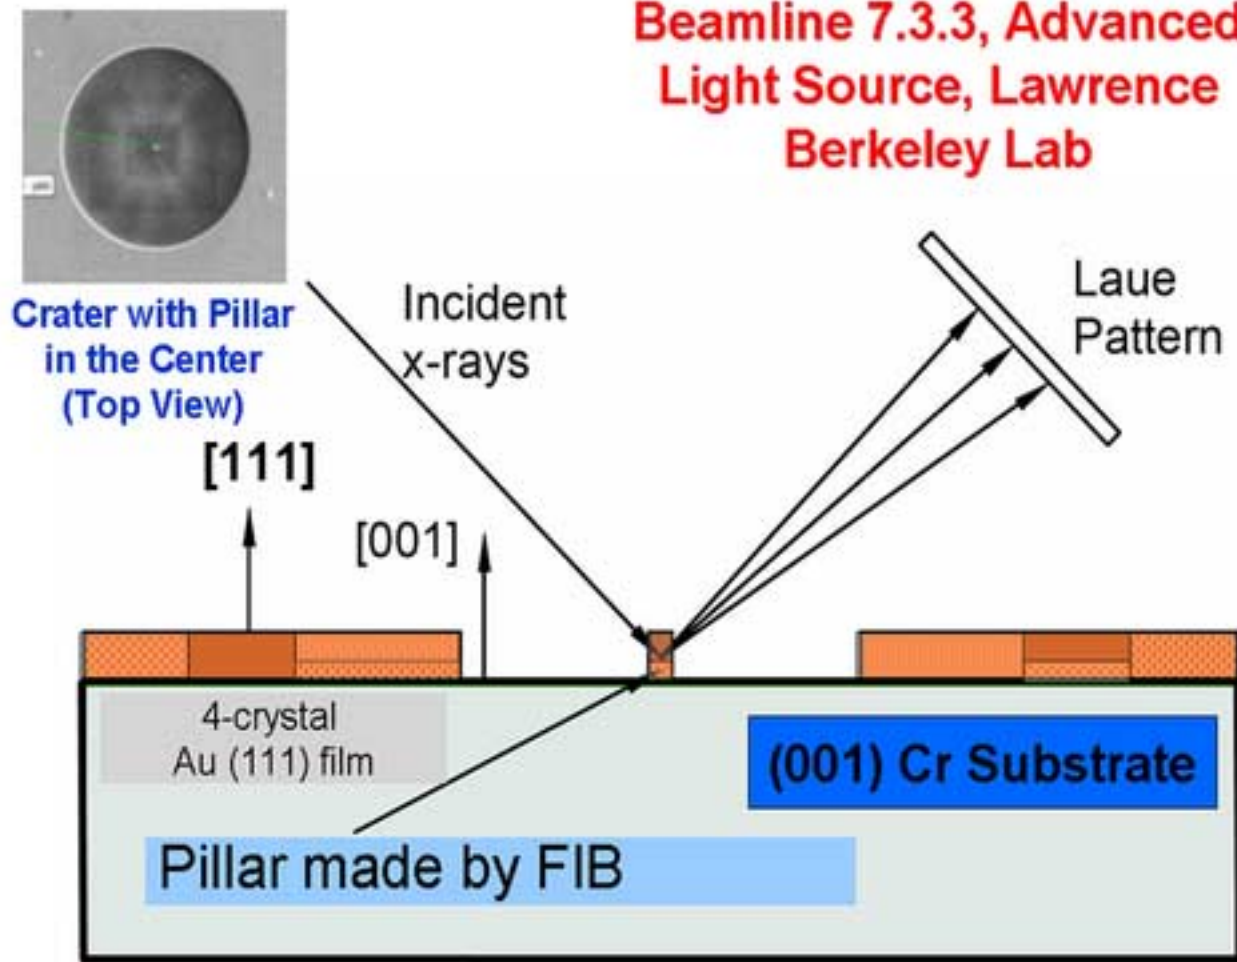 Beamline 7.3.3, Advanced
Light Source, Lawrence
Berkeley Lab
Crater with Pillar
in the Center
(Top View)
Incident
x-rays
Laue
Pattern
[111]
[001]
4-crystal
Au (111) film
(001) Cr Substrate
Pillar made by FIB